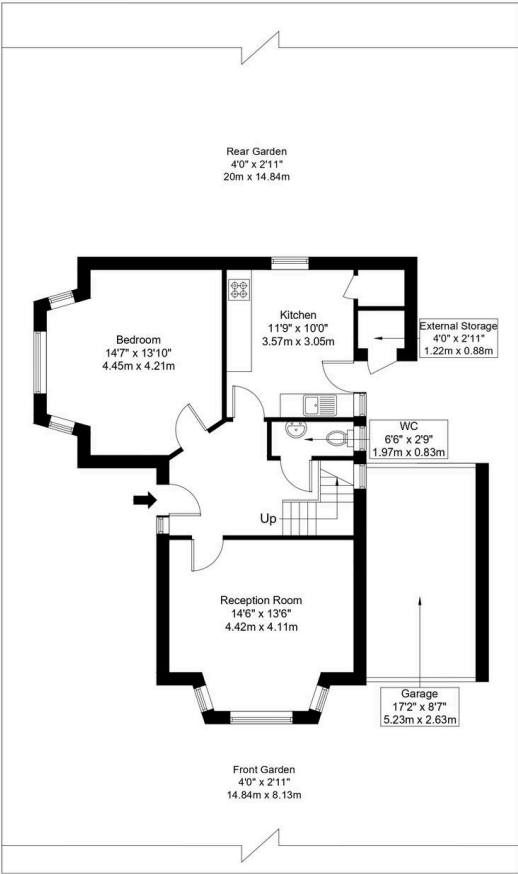 Rear Garden
4'0" x 2'11"
20m x 14.84m
Bedroom
14'7" x 13'10"
4.45m x 4.21m
Kitchen
11'9" x 10'0"
3.57m x 3.05m
External Storage
4'0" x 2'11"
1.22m x 0.88m
WC
6'6" x 2'9"
1.97m x 0.83m
Up
Reception Room
14'6" x 13'6"
4.42m x 4.11m
Garage
17'2" x 8'7"
5.23m x 2.63m
Front Garden
4'0" x 2'11"
14.84m x 8.13m